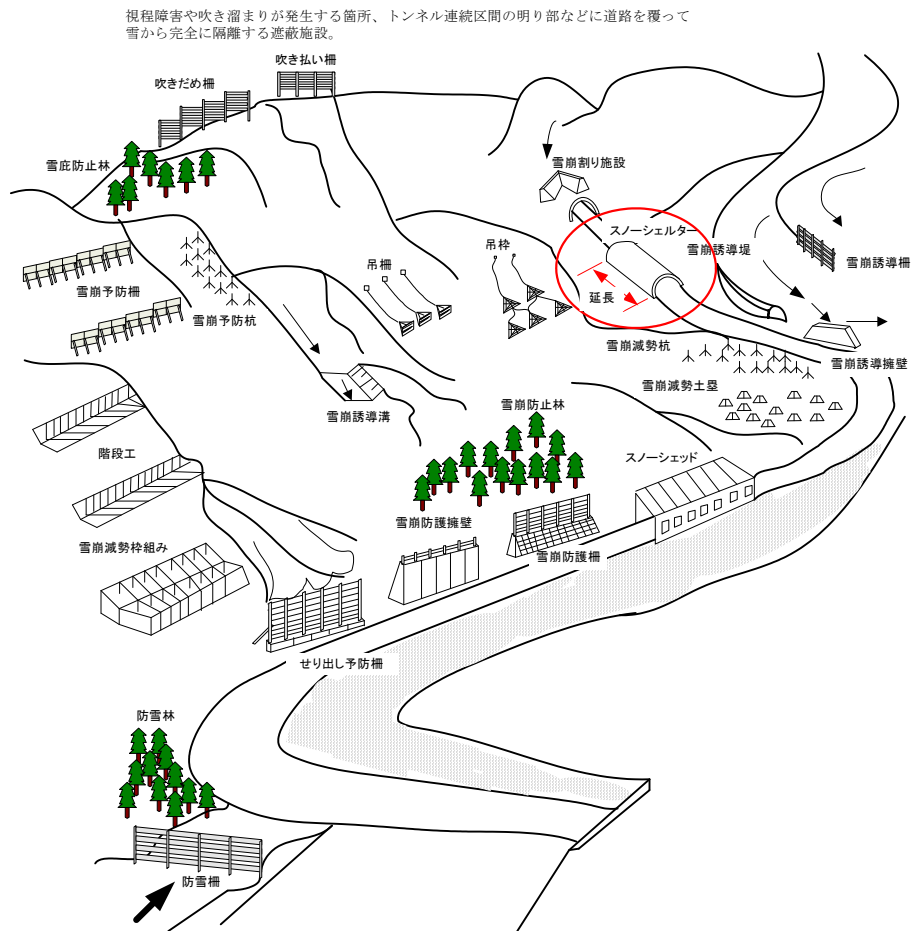 視程障害や吹き溜まりが発生する箇所、トンネル連続区間の明り部などに道路を覆って
雪から完全に隔離する遮蔽施設。
吹き払い柵
吹きだめ柵
雪庇防止林
雪崩割り施設
スノーシェルター
雪崩誘導堤
吊枠
吊柵
雪崩誘導柵
雪崩予防柵
延長
雪崩予防杭
雪崩減勢杭
雪崩誘導擁壁
雪崩減勢土塁
雪崩防止林
雪崩誘導溝
階段工
スノーシェッド
雪崩防護擁壁
雪崩減勢枠組み
雪崩防護柵
せり出し予防柵
防雪林
防雪柵